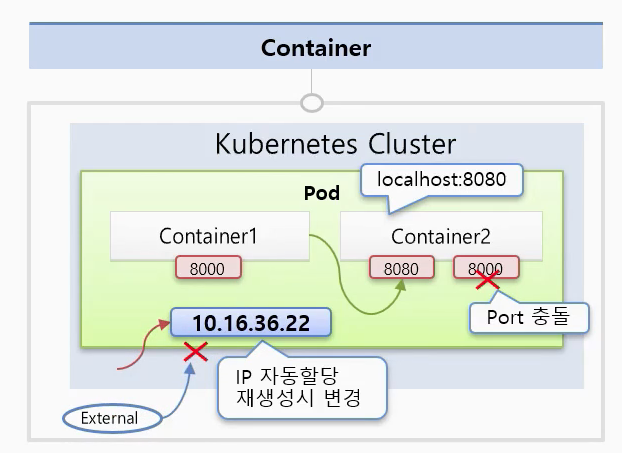 Container
Kubernetes Cluster
localhost:8080
Pod
Container1
Container2
8000
8080
8000
Port 충돌
10.16.36.22
IP 자동할당
재생성시 변경
External